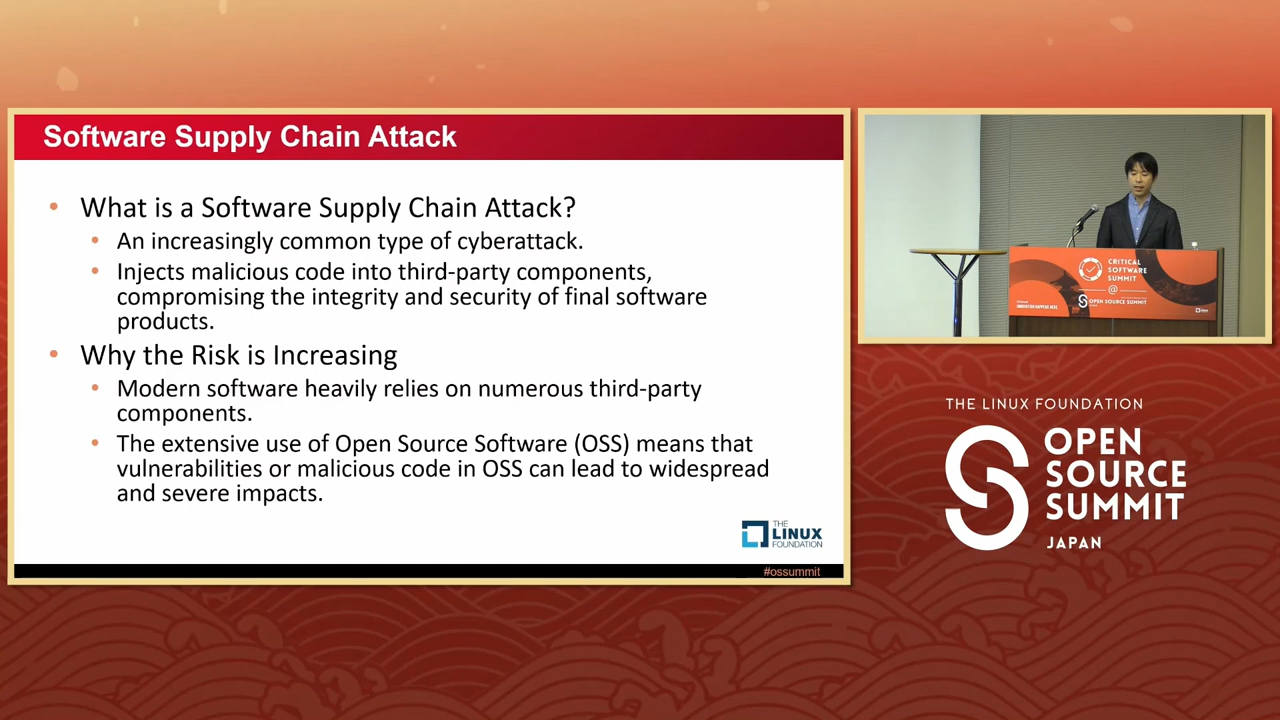 Software Supply Chain Attack
• What is a Software Supply Chain Attack?
• An increasingly common type of cyberattack.
• Injects malicious code into third-party components,
compromising the integrity and security of final software
products.
• Why the Risk is Increasing
• Modern software heavily relies on numerous third-party
components.
• The extensive use of Open Source Software (OSS) means that
vulnerabilities or malicious code in OSS can lead to widespread
and severe impacts.
THE
LINUX
FOUNDATION
#ossummit
CRITICAL
SOFTWARE
SUMMIT
@
OPEN SOURCE SUMMIT
THE LINUX FOUNDATION
OPEN
SOURCE
SUMMIT
JAPAN